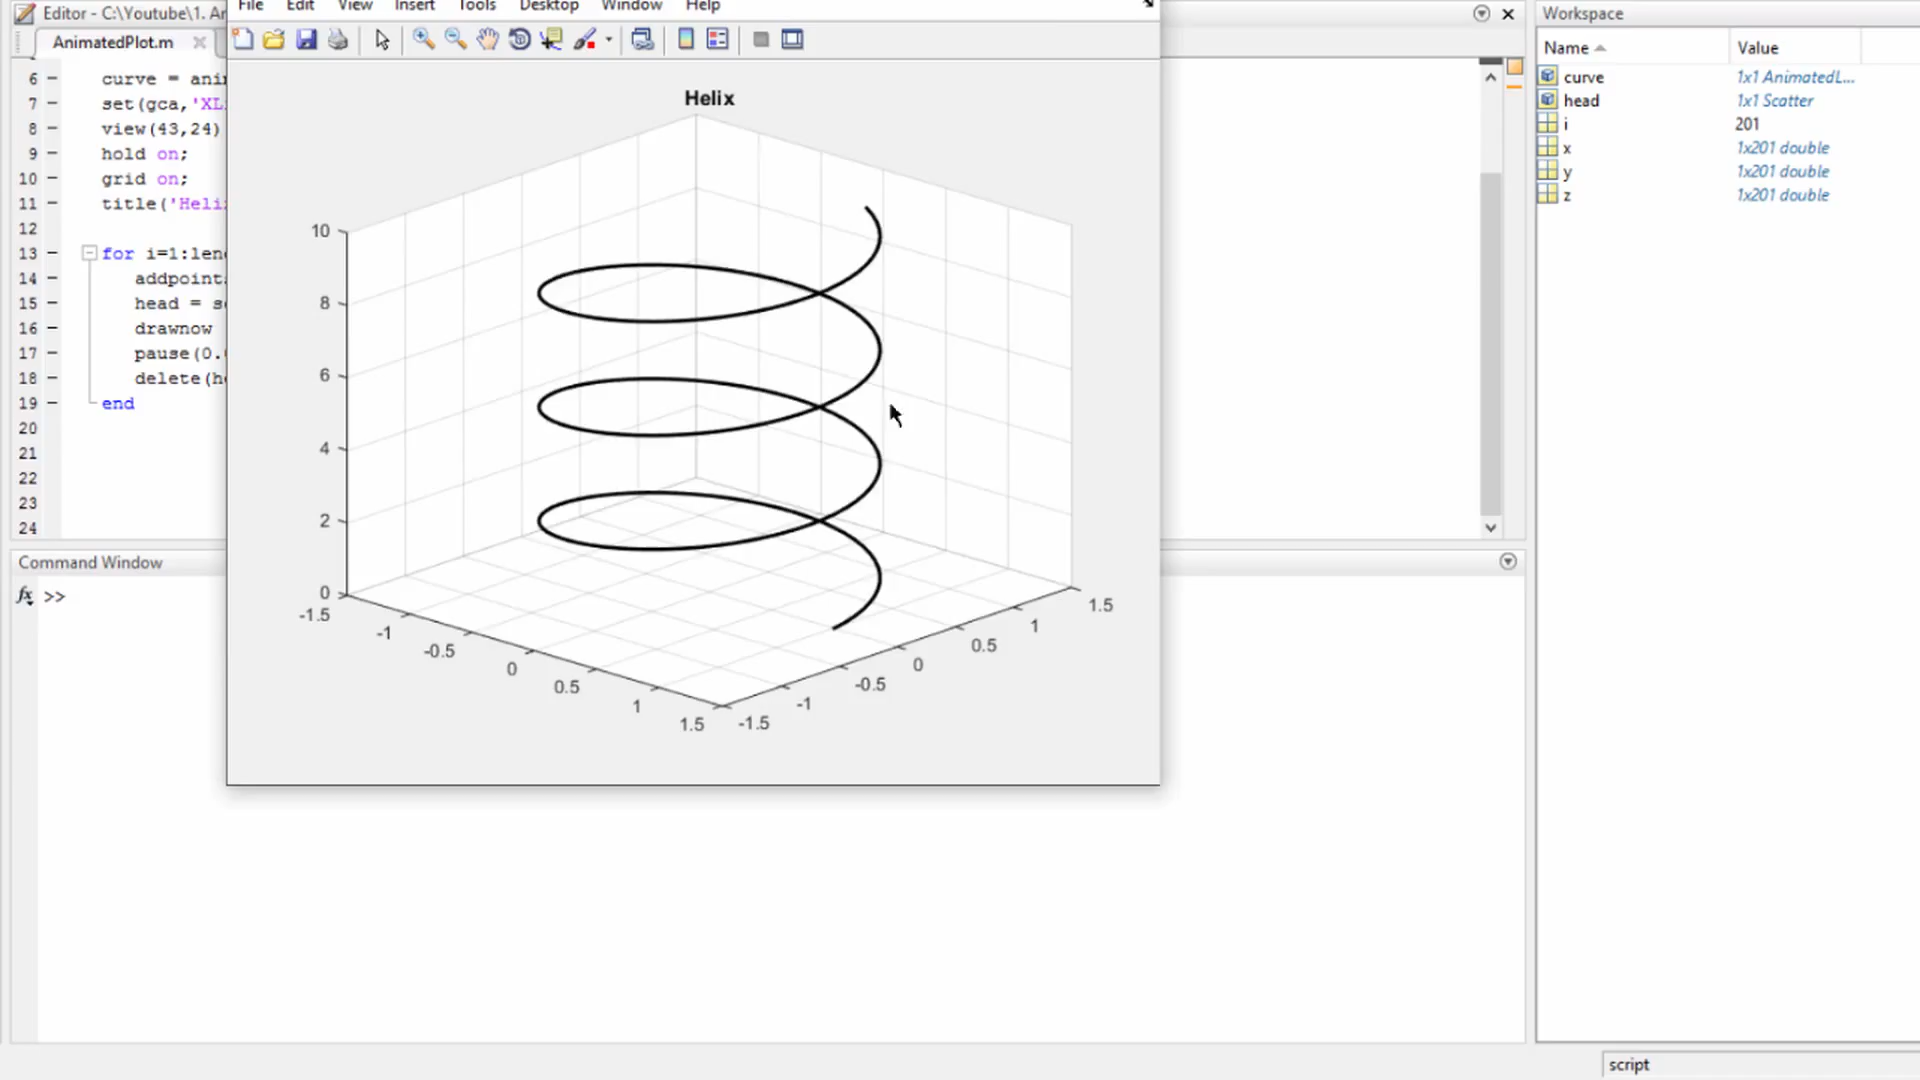 Editor - C:\Youtube\1. Ar
AnimatedPlot.m
6 – curve = ani
7 – set(gca,'XL
8 – view(43,24)
9 – hold on;
10 – grid on;
11 – title('Heli
12
13 – for i=1:len
14 – addpoint
15 – head = s
16 – drawnow
17 – pause(0.
18 – delete(h
19 – end
20
21
22
23
24
Command Window
fx >>
File Edit View Insert Tools Desktop Window Help
Helix
10
8
6
4
2
0
-1.5
-1
-0.5
0
0.5
1
1.5
-1.5
-1
-0.5
0
0.5
1
1.5
Workspace
Name Value
curve 1x1 AnimatedL...
head 1x1 Scatter
i 201
x 1x201 double
y 1x201 double
z 1x201 double
script